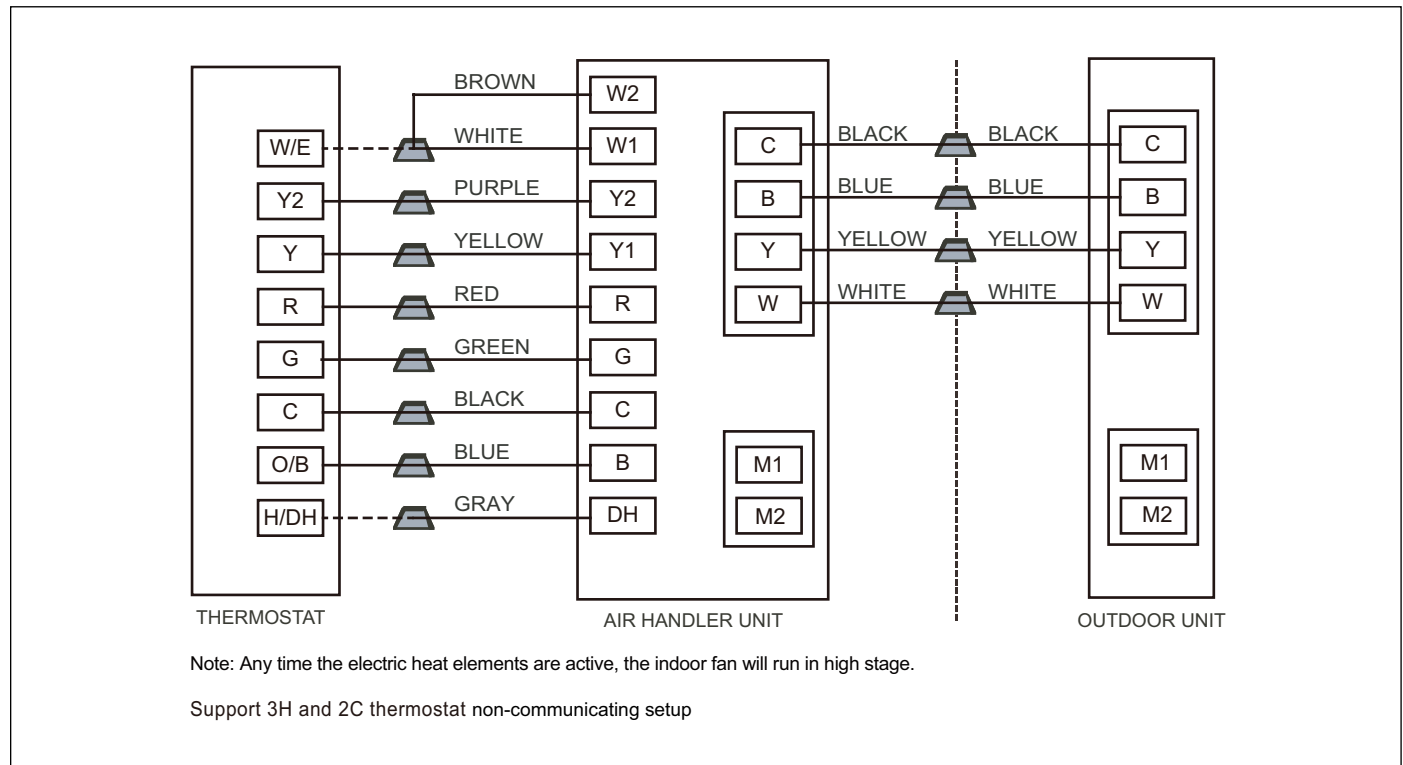 BROWN
W2
W/E
WHITE
W1
C
BLACK
BLACK
C
Y2
PURPLE
Y2
B
BLUE
BLUE
B
Y
YELLOW
Y1
Y
YELLOW
YELLOW
Y
R
RED
R
W
WHITE
WHITE
W
G
GREEN
G
C
BLACK
C
O/B
BLUE
B
M1
M1
H/DH
GRAY
DH
M2
M2
THERMOSTAT
AIR HANDLER UNIT
OUTDOOR UNIT
Note: Any time the electric heat elements are active, the indoor fan will run in high stage.
Support 3H and 2C thermostat non-communicating setup